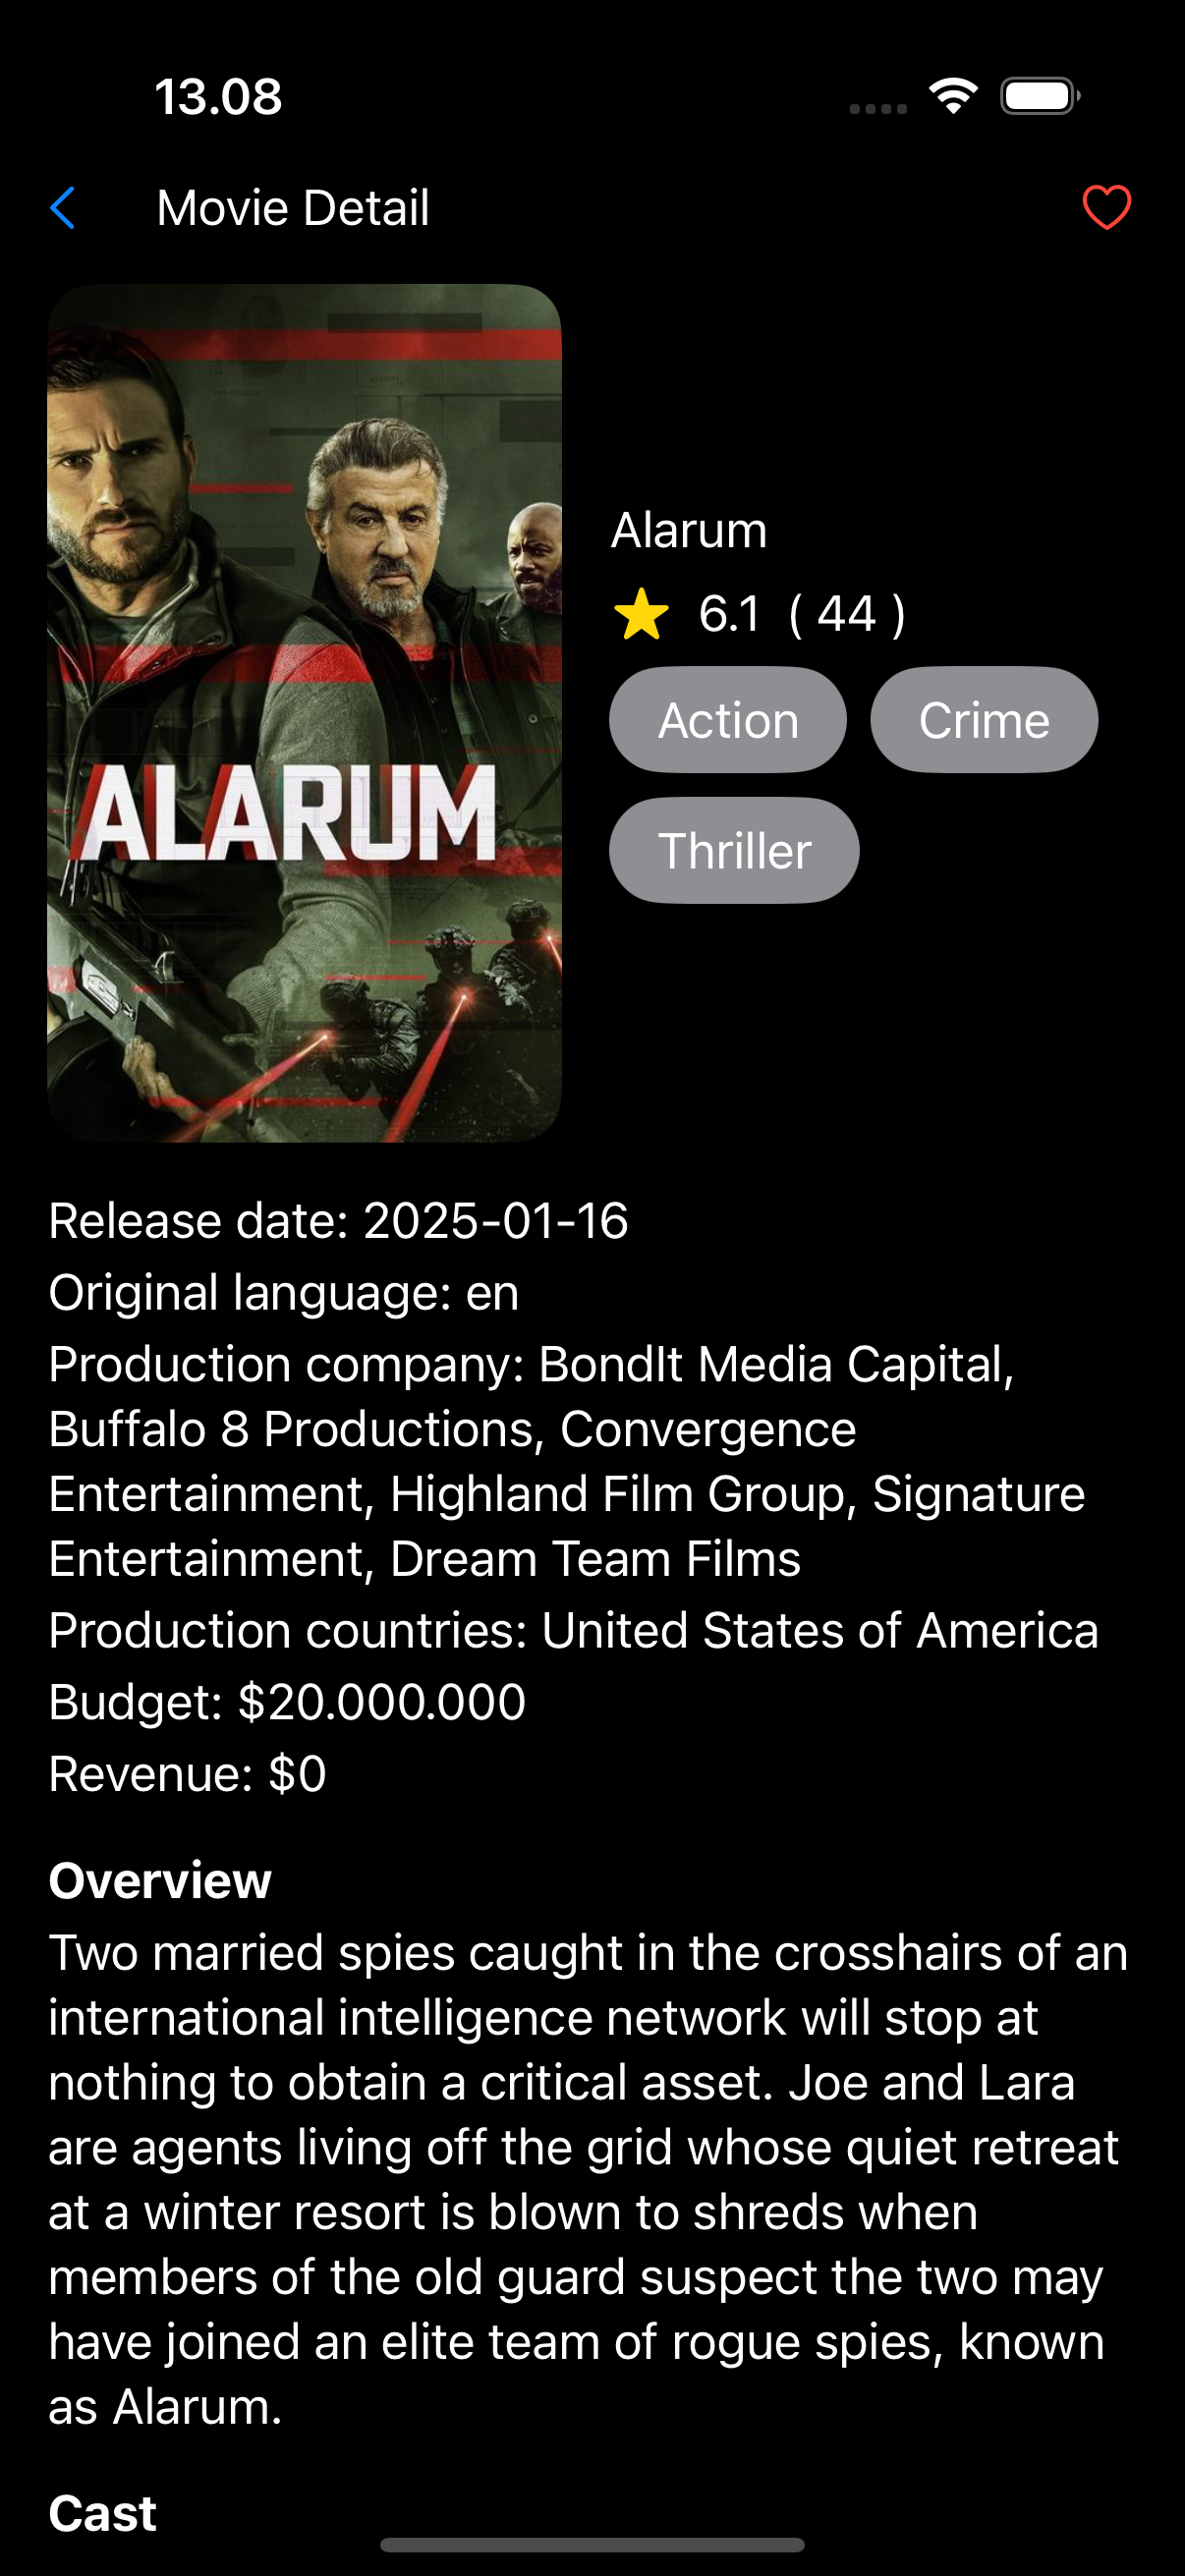 13.08
Movie Detail
ALARUM
Alarum
6.1 ( 44 )
Action
Crime
Thriller
Release date: 2025-01-16
Original language: en
Production company: BondIt Media Capital,
Buffalo 8 Productions, Convergence
Entertainment, Highland Film Group, Signature
Entertainment, Dream Team Films
Production countries: United States of America
Budget: $20.000.000
Revenue: $0
Overview
Two married spies caught in the crosshairs of an
international intelligence network will stop at
nothing to obtain a critical asset. Joe and Lara
are agents living off the grid whose quiet retreat
at a winter resort is blown to shreds when
members of the old guard suspect the two may
have joined an elite team of rogue spies, known
as Alarum.
Cast